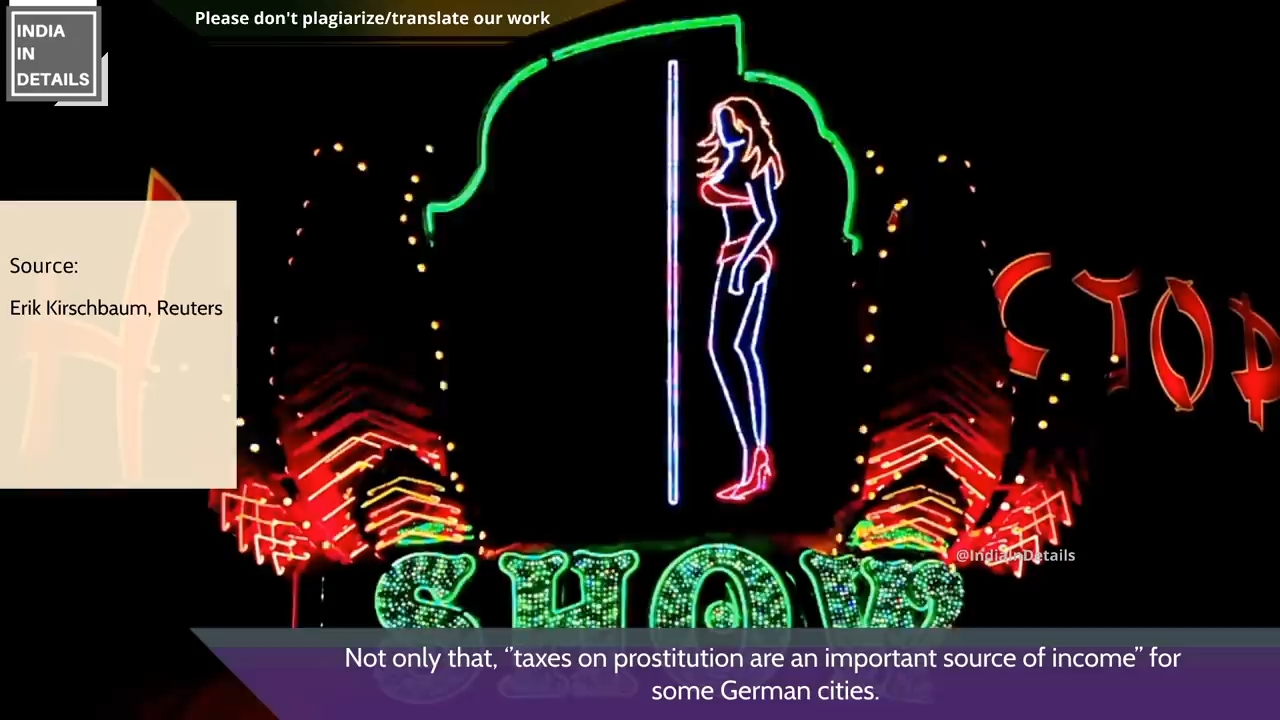 Please don't plagiarize/translate our work
INDIA
IN
DETAILS
Source:
Erik Kirschbaum, Reuters
@IndiaInDetails
SHOW
Not only that, ‘’taxes on prostitution are an important source of income’’ for
some German cities.